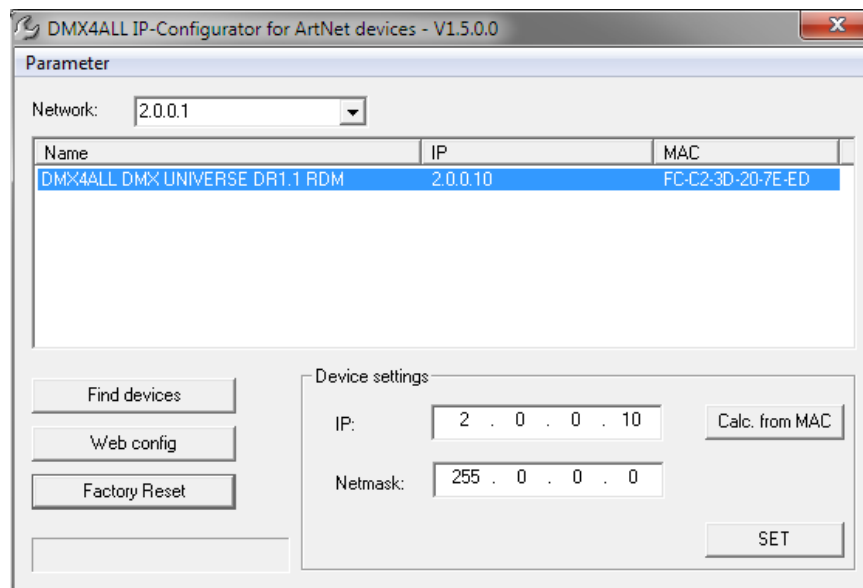 DMX4ALL IP-Configurator for ArtNet devices - V1.5.0.0
Parameter
Network: 2.0.0.1
Name IP MAC
DMX4ALL DMX UNIVERSE DR1.1 RDM 2.0.0.10 FC-C2-3D-20-7E-ED
Find devices
Web config
Factory Reset
Device settings
IP: 2 . 0 . 0 . 10 Calc. from MAC
Netmask: 255 . 0 . 0 . 0
SET